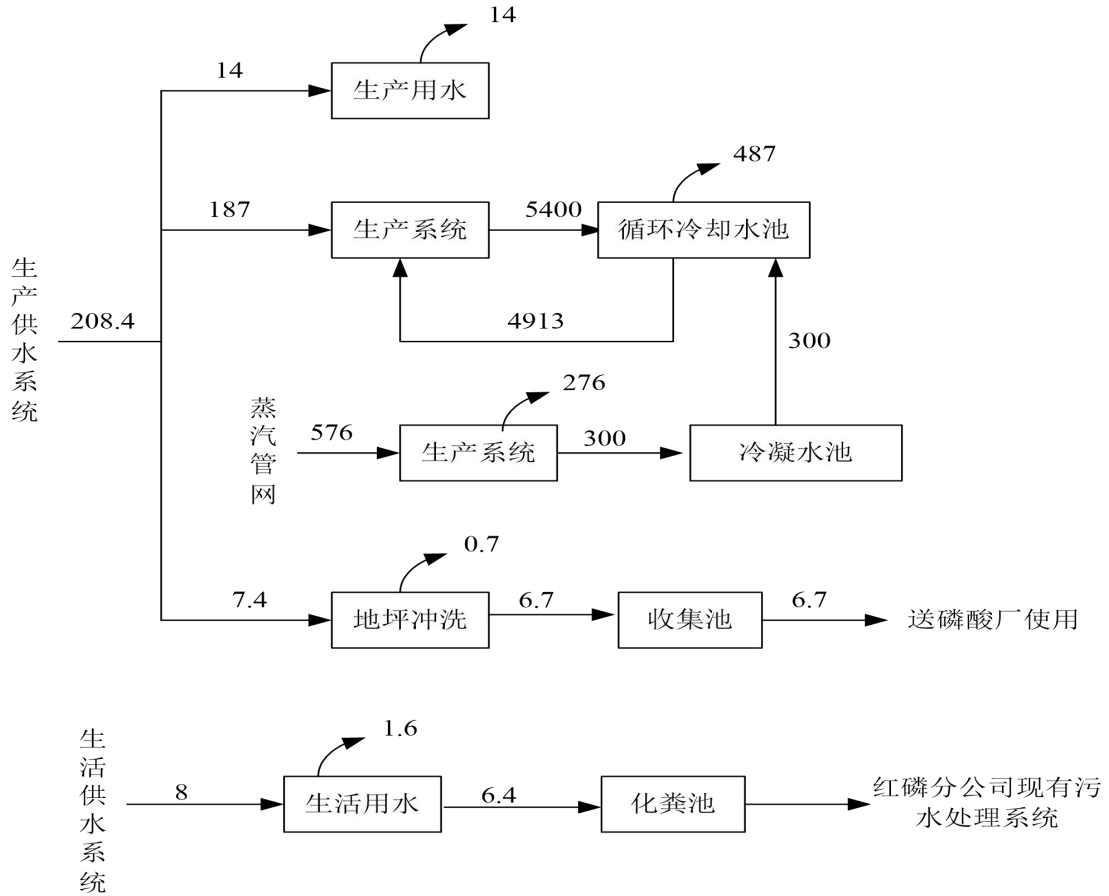 14
14
生产用水
487
187
生产系统
5400
循环冷却水池
生产供水系统
208.4
4913
300
276
蒸汽管网
576
生产系统
300
冷凝水池
0.7
7.4
地坪冲洗
6.7
收集池
6.7
送磷酸厂使用
1.6
生活供水系统
8
生活用水
6.4
化粪池
红磷分公司现有污
水处理系统